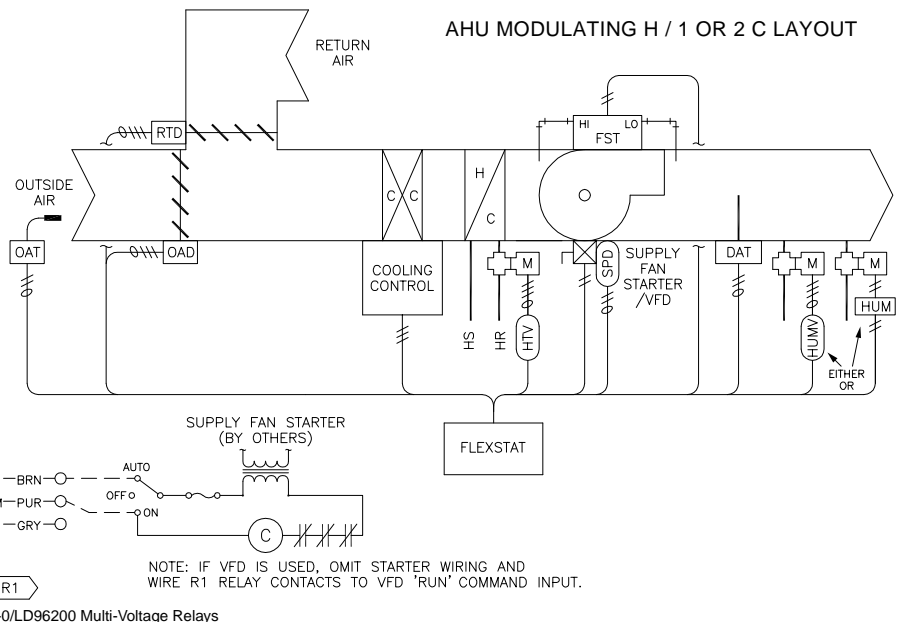 AHU MODULATING H / 1 OR 2 C LAYOUT
RETURN
AIR
HI
LO
FST
RTD
OUTSIDE
AIR
H
C C
C
OAT
OAD
COOLING
CONTROL
M
SPD
SUPPLY
FAN
STARTER
/VFD
DAT
M
M
HUM
HS
HR
HTV
HUMV
EITHER
OR
SUPPLY FAN STARTER
(BY OTHERS)
FLEXSTAT
BRN
AUTO
OFF
M
PUR
ON
GRY
C
NOTE: IF VFD IS USED, OMIT STARTER WIRING AND
WIRE R1 RELAY CONTACTS TO VFD 'RUN' COMMAND INPUT.
R1
-0/LD96200 Multi-Voltage Relays